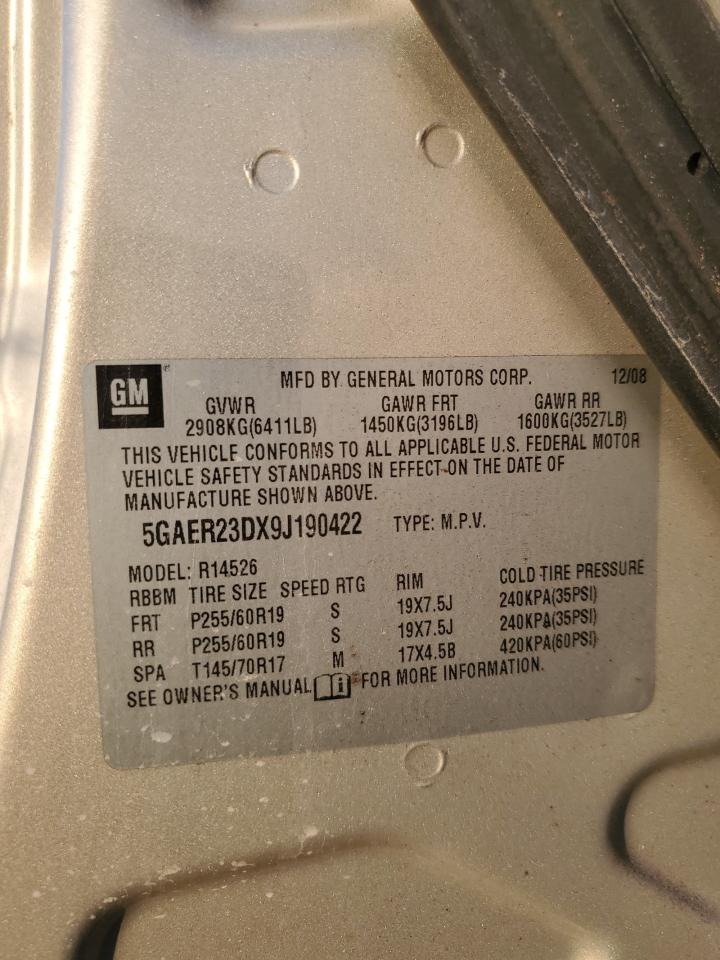 GM
MFD BY GENERAL MOTORS CORP. 12/08
GVWR GAWR FRT GAWR RR
2908KG(6411LB) 1450KG(3196LB) 1600KG(3527LB)
THIS VEHICLE CONFORMS TO ALL APPLICABLE U.S. FEDERAL MOTOR
VEHICLE SAFETY STANDARDS IN EFFECT ON THE DATE OF
MANUFACTURE SHOWN ABOVE.
5GAER23DX9J190422 TYPE: M.P.V.
MODEL: R14526
RBBM TIRE SIZE SPEED RTG RIM COLD TIRE PRESSURE
FRT P255/60R19 S 19X7.5J 240KPA(35PSI)
RR P255/60R19 S 19X7.5J 240KPA(35PSI)
SPA T145/70R17 M 17X4.5B 420KPA(60PSI)
SEE OWNER'S MANUAL i FOR MORE INFORMATION.